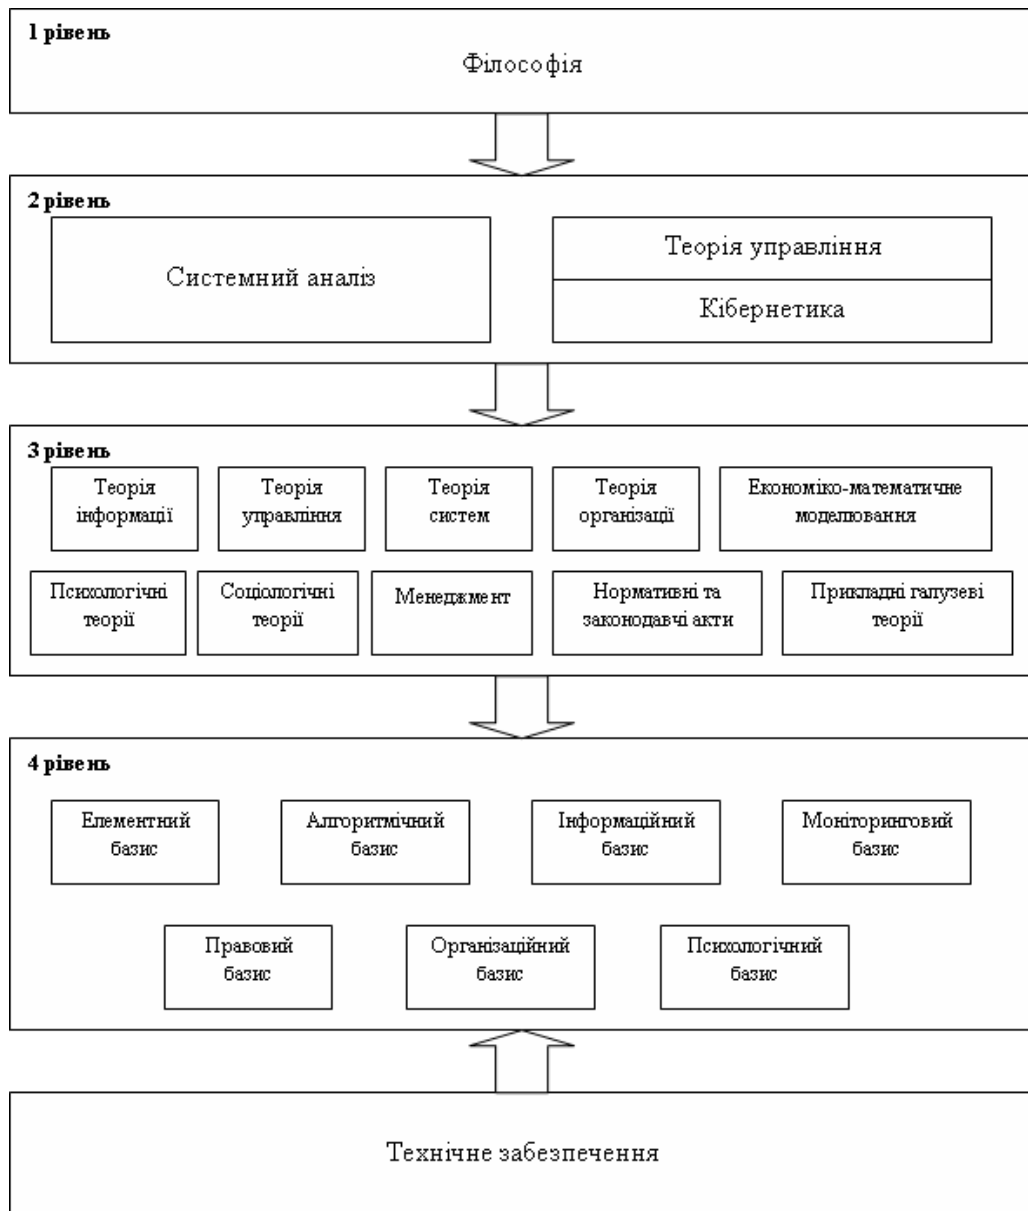 1 рівень
Філософія
2 рівень
Системний аналіз
Теорія управління
Кібернетика
3 рівень
Теорія
інформації
Теорія
управління
Теорія
систем
Теорія
організації
Економіко-математичне
моделювання
Психологічні
теорії
Соціологічні
теорії
Менеджмент
Нормативні та
законодавчі акти
Прикладні галузеві
теорії
4 рівень
Елементний
базис
Алгоритмічний
базис
Інформаційний
базис
Моніторинговий
базис
Правовий
базис
Організаційний
базис
Психологічний
базис
Технічне забезпечення